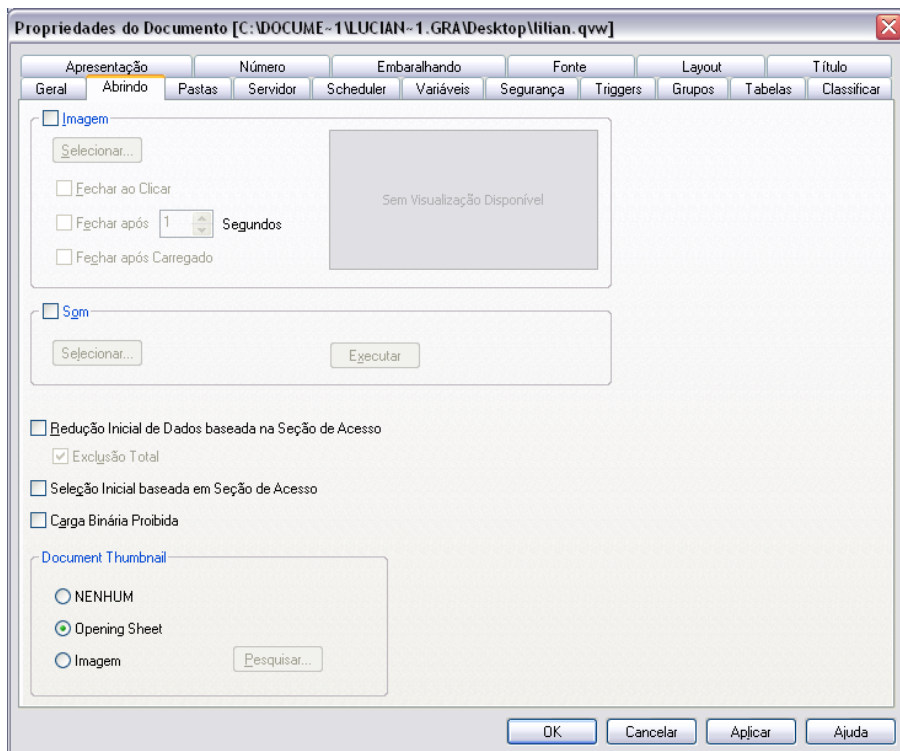 Propriedades do Documento [C:\DOCUME~1\LUCIAN~1.GRA\Desktop\lilian.qvw]
Apresentação Número Embaralhando Fonte Layout Título
Geral Abrindo Pastas Servidor Scheduler Variáveis Segurança Triggers Grupos Tabelas Classificar
Imagem
Selecionar...
Sem Visualização Disponível
Fechar ao Clicar
Fechar após 1 Segundos
Fechar após Carregado
Som
Selecionar... Executar
Redução Inicial de Dados baseada na Seção de Acesso
Exclusão Total
Seleção Inicial baseada em Seção de Acesso
Carga Binária Proibida
Document Thumbnail
NENHUM
Opening Sheet
Imagem Pesquisar...
OK Cancelar Aplicar Ajuda